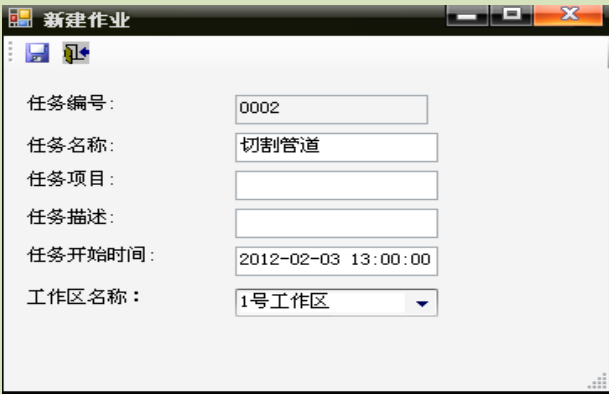 新建作业
任务编号: 0002
任务名称: 切割管道
任务项目:
任务描述:
任务开始时间: 2012-02-03 13:00:00
工作区名称： 1号工作区